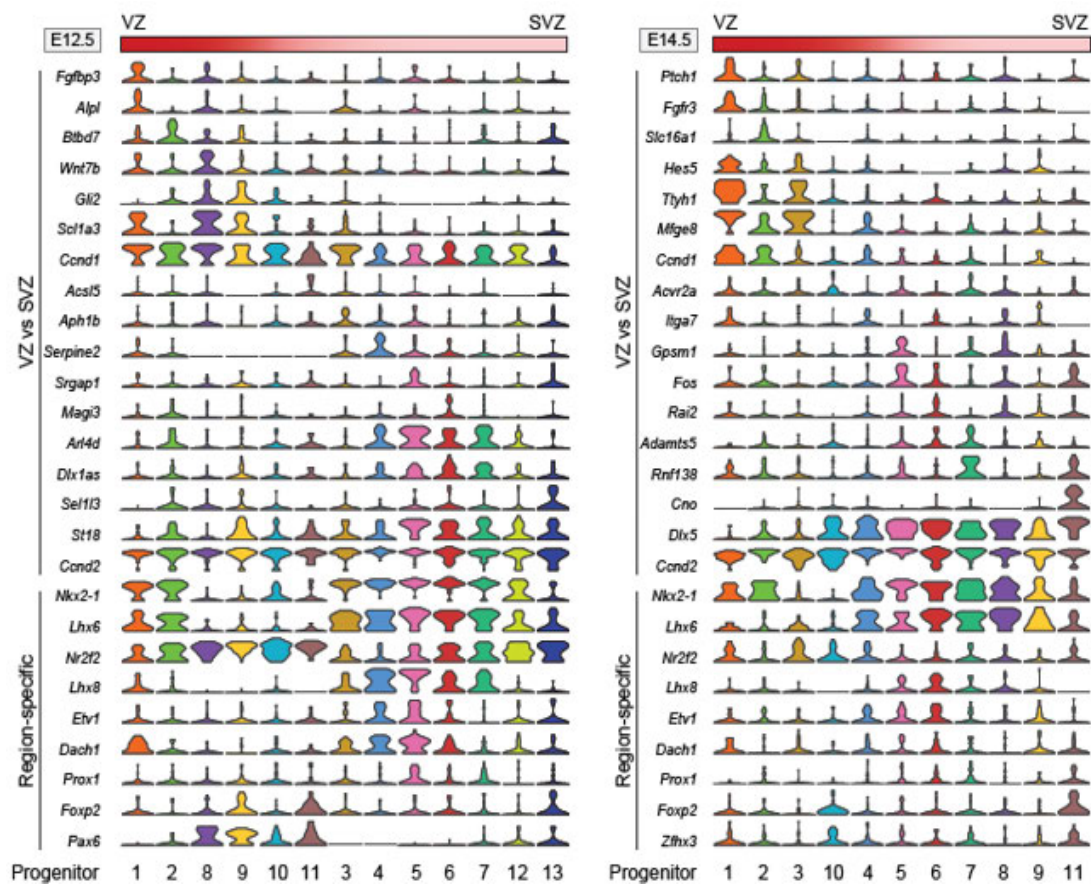 VZ SVZ
E12.5
Fgfbp3
Alpl
Btbd7
Wnt7b
Gli2
Scl1a3
Ccnd1
Acsl5
Aph1b
Serpine2
Srgap1
Magi3
Arl4d
Dlx1as
Sel1l3
St18
Ccnd2
Nkx2-1
Lhx6
Nr2f2
Lhx8
Etv1
Dach1
Prox1
Foxp2
Pax6
VZ vs SVZ
Region-specific
Progenitor 1 2 8 9 10 11 3 4 5 6 7 12 13
VZ SVZ
E14.5
Ptch1
Fgfr3
Slc16a1
Hes5
Ttyh1
Mfge8
Ccnd1
Acvr2a
Itga7
Gpsm1
Fos
Rai2
Adamts5
Rnf138
Cno
Dlx5
Ccnd2
Nkx2-1
Lhx6
Nr2f2
Lhx8
Etv1
Dach1
Prox1
Foxp2
Zfhx3
VZ vs SVZ
Region-specific
Progenitor 1 2 3 10 4 5 6 7 8 9 11